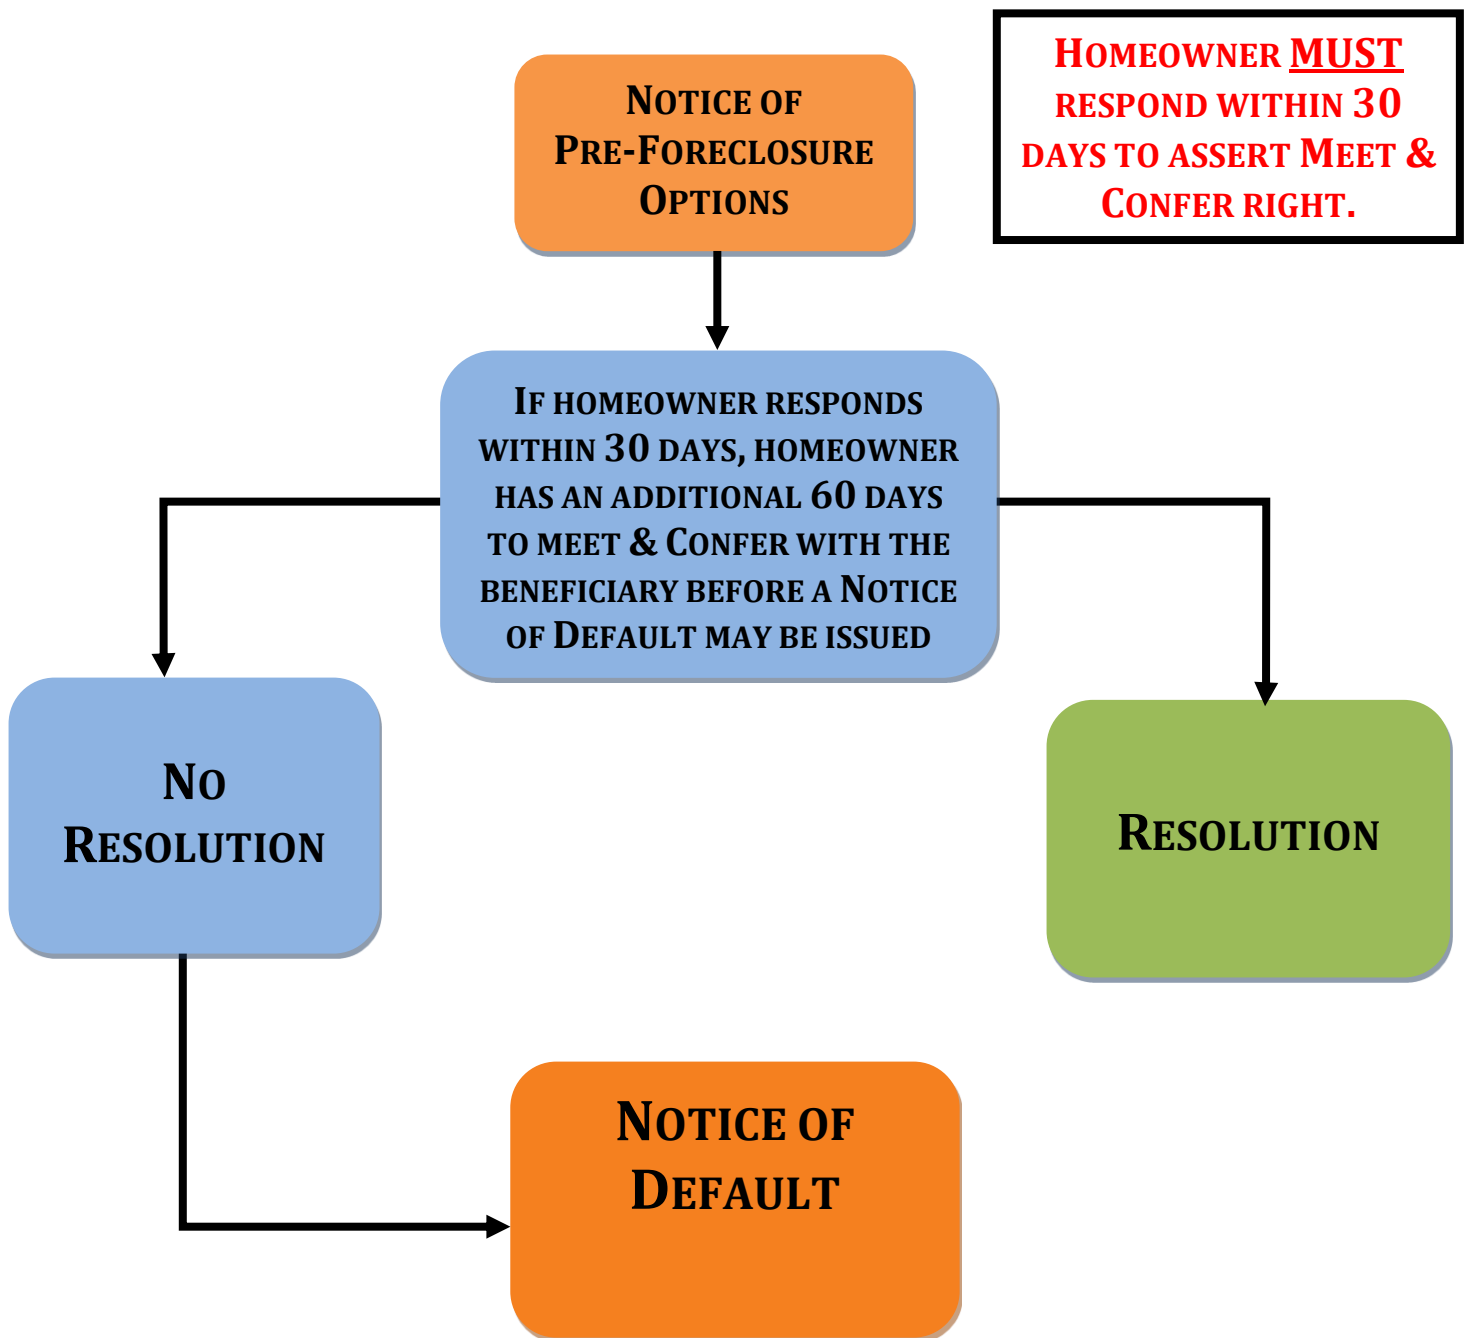 NOTICE OF
PRE-FORECLOSURE
OPTIONS
HOMEOWNER MUST
RESPOND WITHIN 30
DAYS TO ASSERT MEET &
CONFER RIGHT.
IF HOMEOWNER RESPONDS
WITHIN 30 DAYS, HOMEOWNER
HAS AN ADDITIONAL 60 DAYS
TO MEET & CONFER WITH THE
BENEFICIARY BEFORE A NOTICE
OF DEFAULT MAY BE ISSUED
NO
RESOLUTION
RESOLUTION
NOTICE OF
DEFAULT